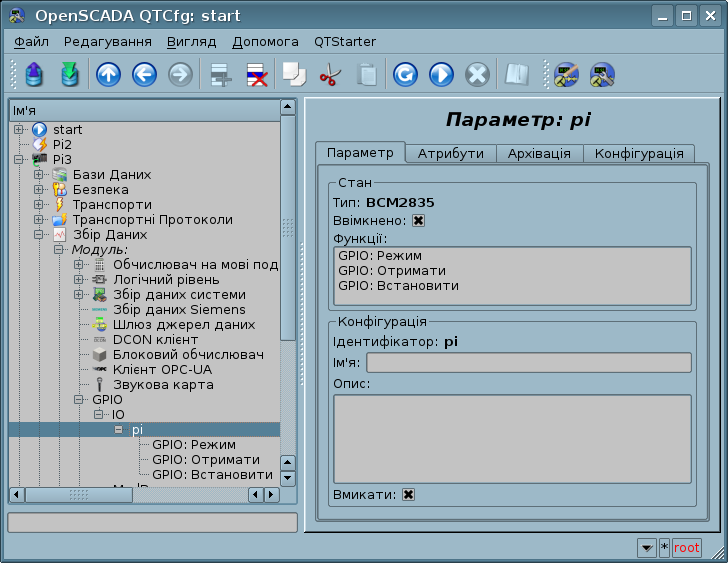 OpenSCADA QTCfg: start
Файл Редагування Вигляд Допомога QTStarter
Ім'я
start
Pi2
Pi3
Бази Даних
Безпека
Транспорти
Транспортні Протоколи
Збір Даних
Модуль:
Обчислювач на мові под
Логічний рівень
Збір даних системи
Збір даних Siemens
Шлюз джерел даних
DCON клієнт
Блоковий обчислювач
Клієнт OPC-UA
Звукова карта
GPIO
IO
pi
GPIO: Режим
GPIO: Отримати
GPIO: Встановити
Параметр: pi
Параметр Атрибути Архівація Конфігурація
Стан
Тип: BCM2835
Ввімкнено:
Функції:
GPIO: Режим
GPIO: Отримати
GPIO: Встановити
Конфігурація
Ідентифікатор: pi
Ім'я:
Опис:
Вмикати:
* root